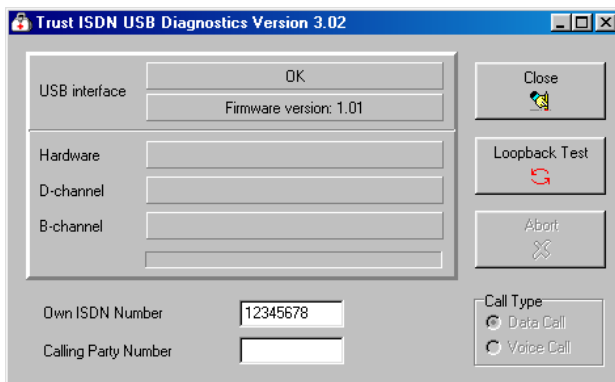 Trust ISDN USB Diagnostics Version 3.02
USB interface
OK
Firmware version: 1.01
Hardware
D-channel
B-channel
Close
Loopback Test
Abort
Own ISDN Number
12345678
Calling Party Number
Call Type
Data Call
Voice Call